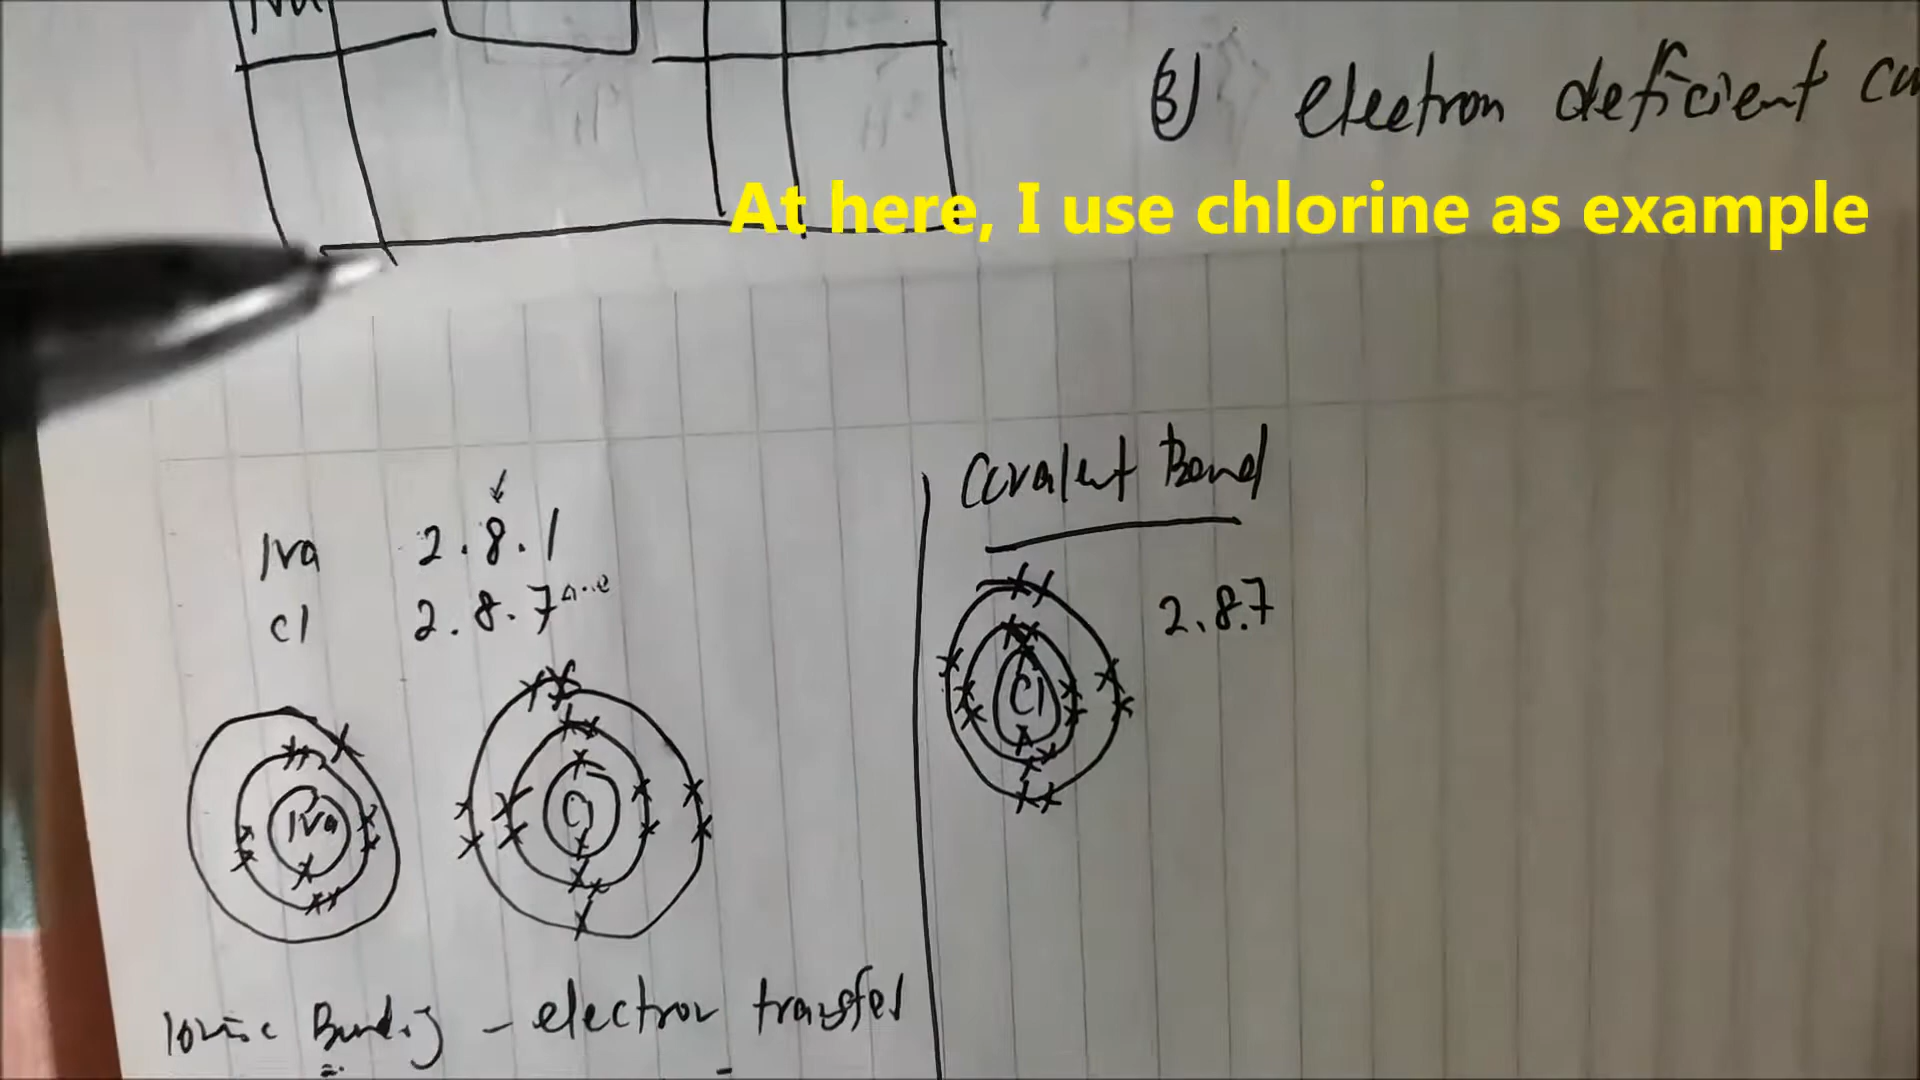 Na
3) electron deficient
At here, I use chlorine as example
Na 2.8.1
Cl 2.8.7
Na
Cl
Ionic Bonding - electron transfer
Covalent Bond
2.8.7
Cl